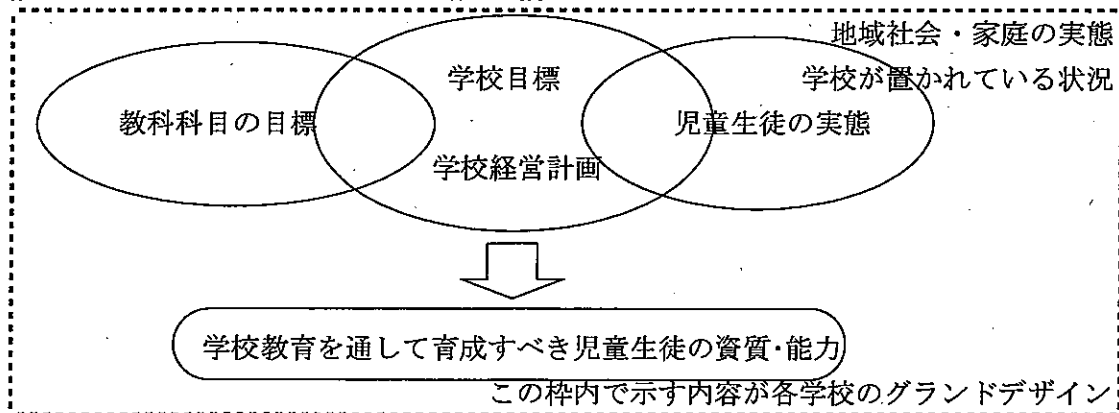 地域社会・家庭の実態
学校目標
学校が置かれている状況
教科科目の目標
児童生徒の実態
学校経営計画
学校教育を通して育成すべき児童生徒の資質・能力
この枠内で示す内容が各学校のグランドデザイン